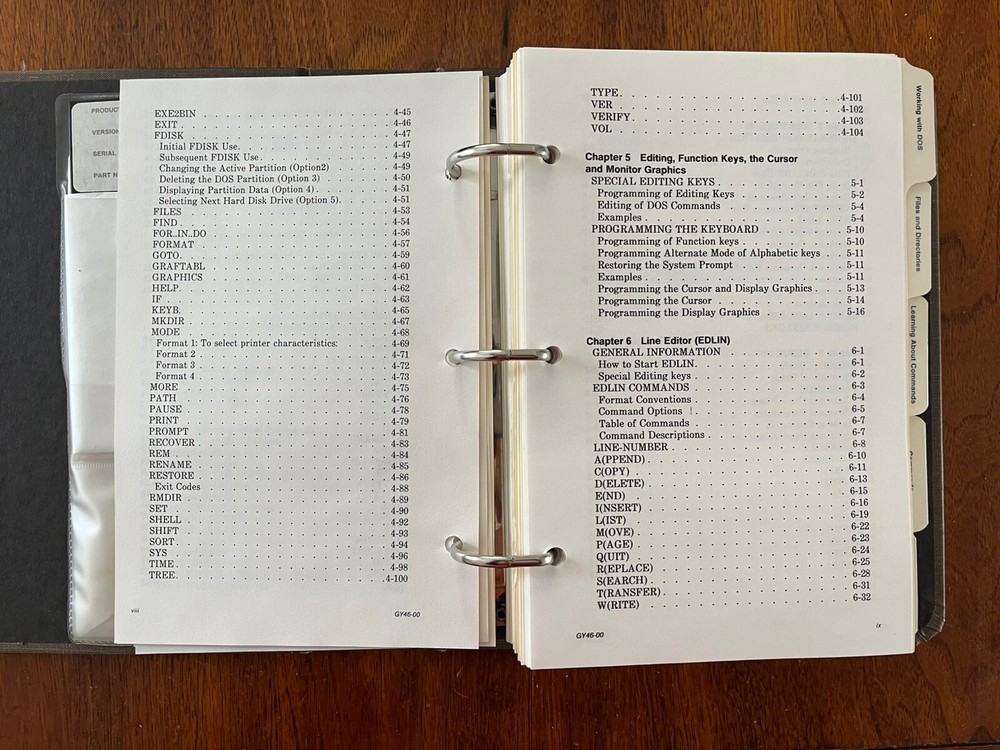 PRODUCT
VERSION
SERIAL
PART N
EXE2BIN . . . . . 4-45
EXIT . . . . . 4-46
FDISK . . . . . 4-47
Initial FDISK Use. . . . . 4-47
Subsequent FDISK Use . . . . . 4-49
Changing the Active Partition (Option2) . . . . . 4-49
Deleting the DOS Partition (Option 3) . . . . . 4-50
Displaying Partition Data (Option 4) . . . . . 4-51
Selecting Next Hard Disk Drive (Option 5). . . . . 4-51
FILES . . . . . 4-53
FIND . . . . . 4-54
FOR..IN..DO . . . . . 4-56
FORMAT . . . . . 4-57
GOTO. . . . . 4-59
GRAFTABL . . . . . 4-60
GRAPHICS . . . . . 4-61
HELP. . . . . 4-62
IF . . . . . 4-63
KEYB. . . . . 4-65
MKDIR . . . . . 4-67
MODE . . . . . 4-68
Format 1: To select printer characteristics: 4-69
Format 2 . . . . . 4-71
Format 3 . . . . . 4-72
Format 4 . . . . . 4-73
MORE . . . . . 4-75
PATH . . . . . 4-76
PAUSE . . . . . 4-78
PRINT . . . . . 4-79
PROMPT . . . . . 4-81
RECOVER . . . . . 4-83
REM . . . . . 4-84
RENAME . . . . . 4-85
RESTORE . . . . . 4-86
Exit Codes . . . . . 4-88
RMDIR . . . . . 4-89
SET . . . . . 4-90
SHELL . . . . . 4-92
SHIFT . . . . . 4-93
SORT . . . . . 4-94
SYS . . . . . 4-96
TIME . . . . . 4-98
TREE. . . . . 4-100
viii
GY46-00
TYPE. . . . . 4-101
VER . . . . . 4-102
VERIFY. . . . . 4-103
VOL . . . . . 4-104
Chapter 5 Editing, Function Keys, the Cursor
and Monitor Graphics
SPECIAL EDITING KEYS . . . . . 5-1
Programming of Editing Keys . . . . . 5-2
Editing of DOS Commands . . . . . 5-4
Examples . . . . . 5-4
PROGRAMMING THE KEYBOARD . . . . . 5-10
Programming of Function keys . . . . . 5-10
Programming Alternate Mode of Alphabetic keys . . . 5-11
Restoring the System Prompt . . . . . 5-11
Examples . . . . . 5-11
Programming the Cursor and Display Graphics . . . 5-13
Programming the Cursor . . . . . 5-14
Programming the Display Graphics . . . . . 5-16
Chapter 6 Line Editor (EDLIN)
GENERAL INFORMATION . . . . . 6-1
How to Start EDLIN. . . . . 6-1
Special Editing keys . . . . . 6-2
EDLIN COMMANDS . . . . . 6-3
Format Conventions . . . . . 6-4
Command Options . . . . . 6-5
Table of Commands . . . . . 6-7
Command Descriptions . . . . . 6-7
LINE-NUMBER . . . . . 6-8
A(PPEND) . . . . . 6-10
C(OPY) . . . . . 6-11
D(ELETE) . . . . . 6-13
E(ND) . . . . . 6-15
I(NSERT) . . . . . 6-16
L(IST) . . . . . 6-19
M(OVE) . . . . . 6-22
P(AGE) . . . . . 6-23
Q(UIT) . . . . . 6-24
R(EPLACE) . . . . . 6-25
S(EARCH) . . . . . 6-28
T(RANSFER) . . . . . 6-31
W(RITE) . . . . . 6-32
GY46-00
ix
Working with DOS
Files and Directories
Learning About Commands